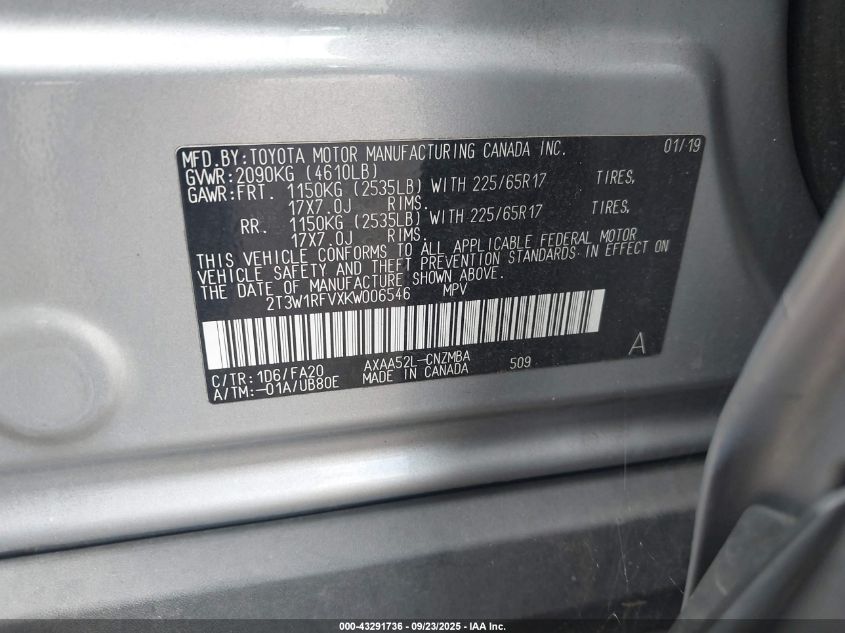 MFD.BY:TOYOTA MOTOR MANUFACTURING CANADA INC. 01/19
GVWR:2090KG (4610LB)
GAWR:FRT. 1150KG (2535LB) WITH 225/65R17 TIRES,
17X7.0J RIMS.
RR. 1150KG (2535LB) WITH 225/65R17 TIRES,
17X7.0J RIMS.
THIS VEHICLE CONFORMS TO ALL APPLICABLE FEDERAL MOTOR
VEHICLE SAFETY AND THEFT PREVENTION STANDARDS IN EFFECT ON
THE DATE OF MANUFACTURE SHOWN ABOVE.
2T3W1RFVXKW006546 MPV
A
C/TR:1D6/FA20 AXAA52L-CNZMBA 509
A/TM:-01A/UB80E MADE IN CANADA
000-43291736 - 09/23/2025 - IAA Inc.